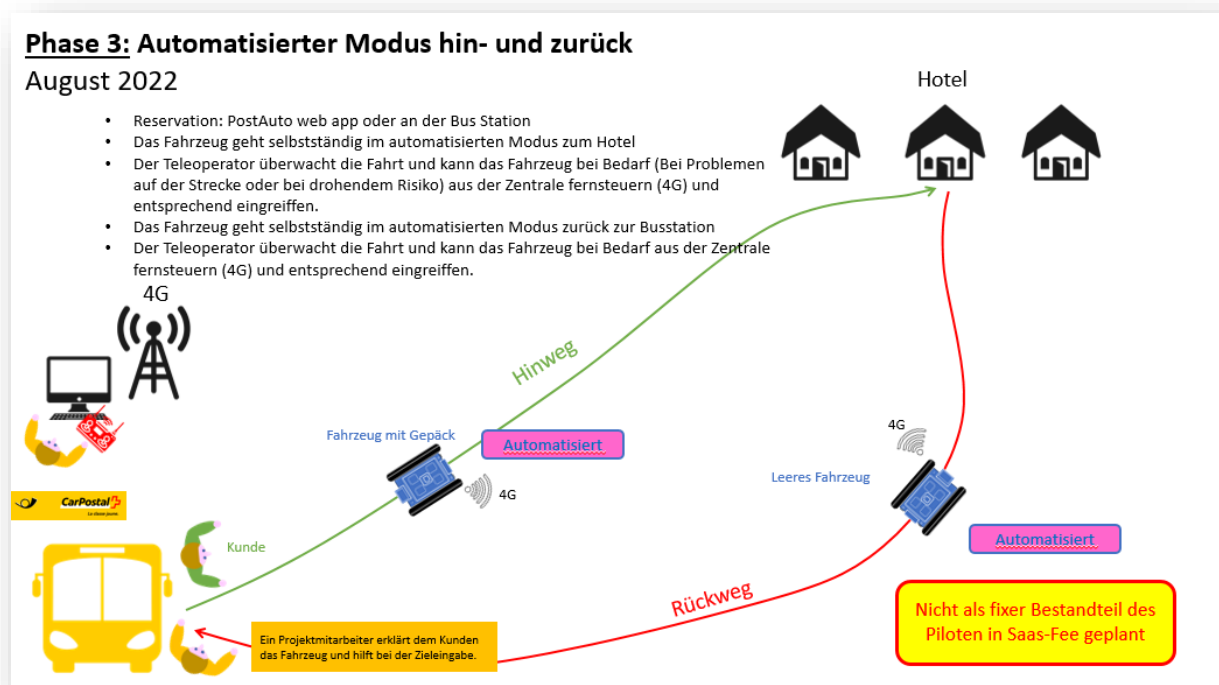 Phase 3: Automatisierter Modus hin- und zurück
August 2022
Hotel
• Reservation: PostAuto web app oder an der Bus Station
• Das Fahrzeug geht selbstständig im automatisierten Modus zum Hotel
• Der Teleoperator überwacht die Fahrt und kann das Fahrzeug bei Bedarf (Bei Problemen
auf der Strecke oder bei drohendem Risiko) aus der Zentrale fernsteuern (4G) und
entsprechend eingreiffen.
• Das Fahrzeug geht selbstständig im automatisierten Modus zurück zur Busstation
• Der Teleoperator überwacht die Fahrt und kann das Fahrzeug bei Bedarf aus der Zentrale
fernsteuern (4G) und entsprechend eingreiffen.
4G
Hinweg
Fahrzeug mit Gepäck
Automatisiert
4G
4G
Leeres Fahrzeug
Automatisiert
CarPostal
La classe jaune.
Kunde
Rückweg
Ein Projektmitarbeiter erklärt dem Kunden
das Fahrzeug und hilft bei der Zieleingabe.
Nicht als fixer Bestandteil des
Piloten in Saas-Fee geplant